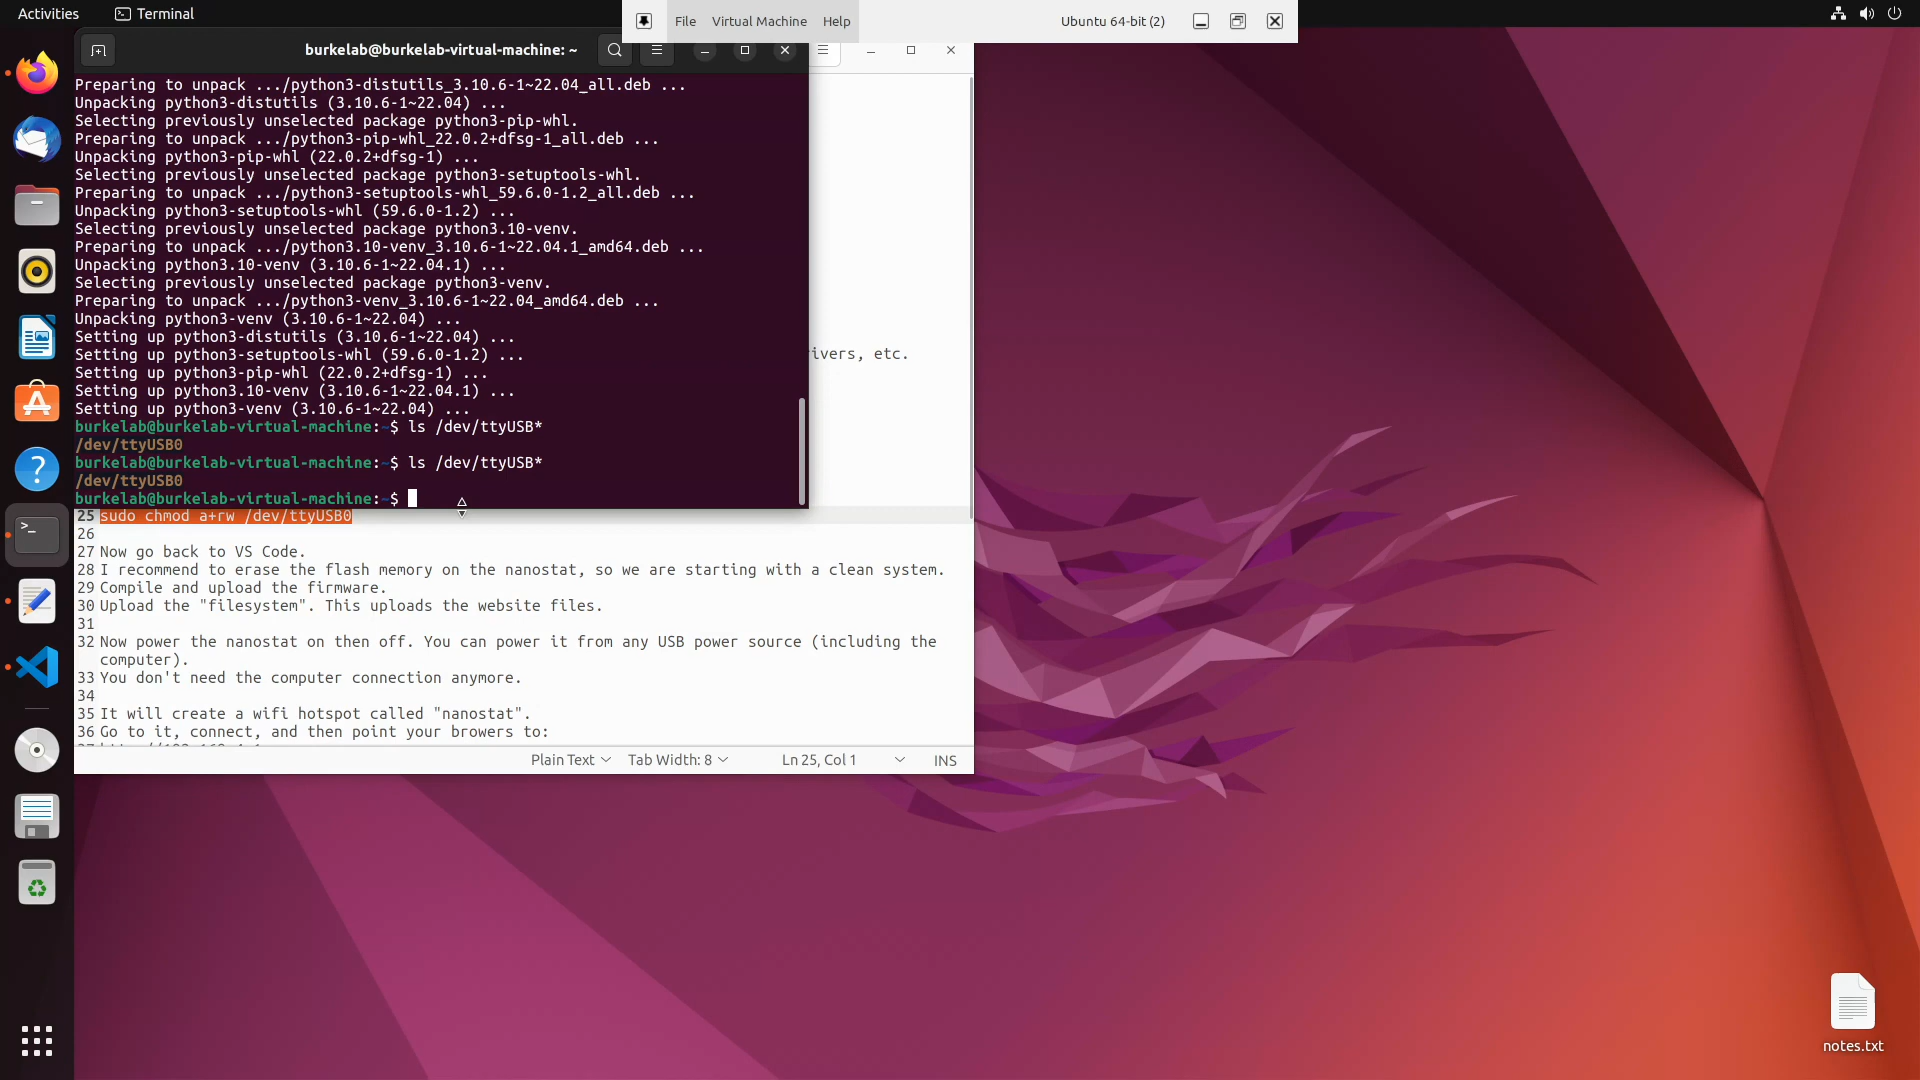 Activities
Terminal
File Virtual Machine Help
Ubuntu 64-bit (2)
burkelab@burkelab-virtual-machine: ~
Preparing to unpack .../python3-distutils_3.10.6-1~22.04_all.deb ...
Unpacking python3-distutils (3.10.6-1~22.04) ...
Selecting previously unselected package python3-pip-whl.
Preparing to unpack .../python3-pip-whl_22.0.2+dfsg-1_all.deb ...
Unpacking python3-pip-whl (22.0.2+dfsg-1) ...
Selecting previously unselected package python3-setuptools-whl.
Preparing to unpack .../python3-setuptools-whl_59.6.0-1.2_all.deb ...
Unpacking python3-setuptools-whl (59.6.0-1.2) ...
Selecting previously unselected package python3.10-venv.
Preparing to unpack .../python3.10-venv_3.10.6-1~22.04.1_amd64.deb ...
Unpacking python3.10-venv (3.10.6-1~22.04.1) ...
Selecting previously unselected package python3-venv.
Preparing to unpack .../python3-venv_3.10.6-1~22.04_amd64.deb ...
Unpacking python3-venv (3.10.6-1~22.04) ...
Setting up python3-distutils (3.10.6-1~22.04) ...
Setting up python3-setuptools-whl (59.6.0-1.2) ...
Setting up python3-pip-whl (22.0.2+dfsg-1) ...
Setting up python3.10-venv (3.10.6-1~22.04.1) ...
Setting up python3-venv (3.10.6-1~22.04) ...
burkelab@burkelab-virtual-machine:~$ ls /dev/ttyUSB*
/dev/ttyUSB0
burkelab@burkelab-virtual-machine:~$ ls /dev/ttyUSB*
/dev/ttyUSB0
burkelab@burkelab-virtual-machine:~$
rivers, etc.
25 sudo chmod a+rw /dev/ttyUSB0
26
27 Now go back to VS Code.
28 I recommend to erase the flash memory on the nanostat, so we are starting with a clean system.
29 Compile and upload the firmware.
30 Upload the "filesystem". This uploads the website files.
31
32 Now power the nanostat on then off. You can power it from any USB power source (including the
computer).
33 You don't need the computer connection anymore.
34
35 It will create a wifi hotspot called "nanostat".
36 Go to it, connect, and then point your browers to:
Plain Text Tab Width: 8 Ln 25, Col 1 INS
notes.txt